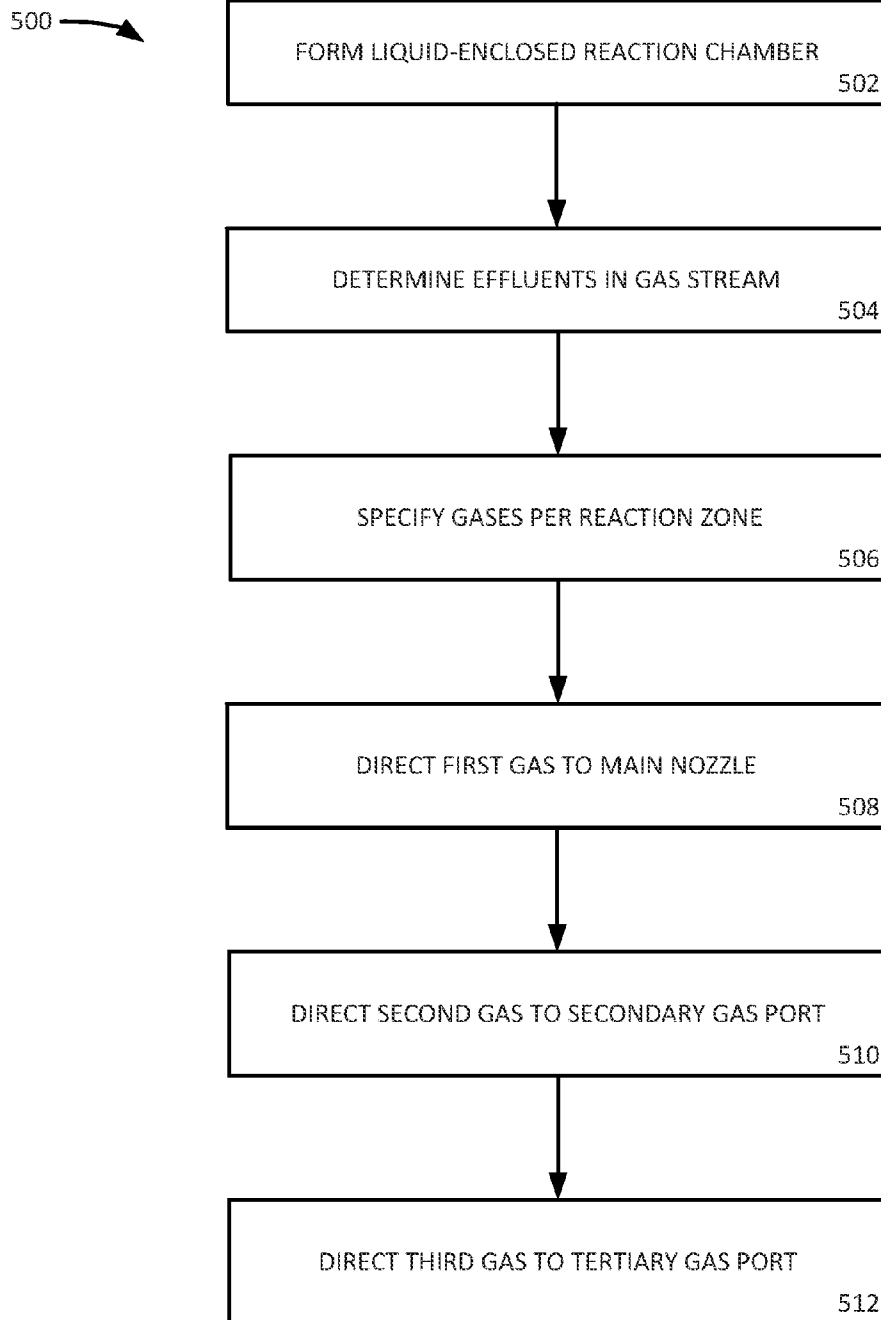 500
FORM LIQUID-ENCLOSED REACTION CHAMBER
502
DETERMINE EFFLUENTS IN GAS STREAM
504
SPECIFY GASES PER REACTION ZONE
506
DIRECT FIRST GAS TO MAIN NOZZLE
508
DIRECT SECOND GAS TO SECONDARY GAS PORT
510
DIRECT THIRD GAS TO TERTIARY GAS PORT
512